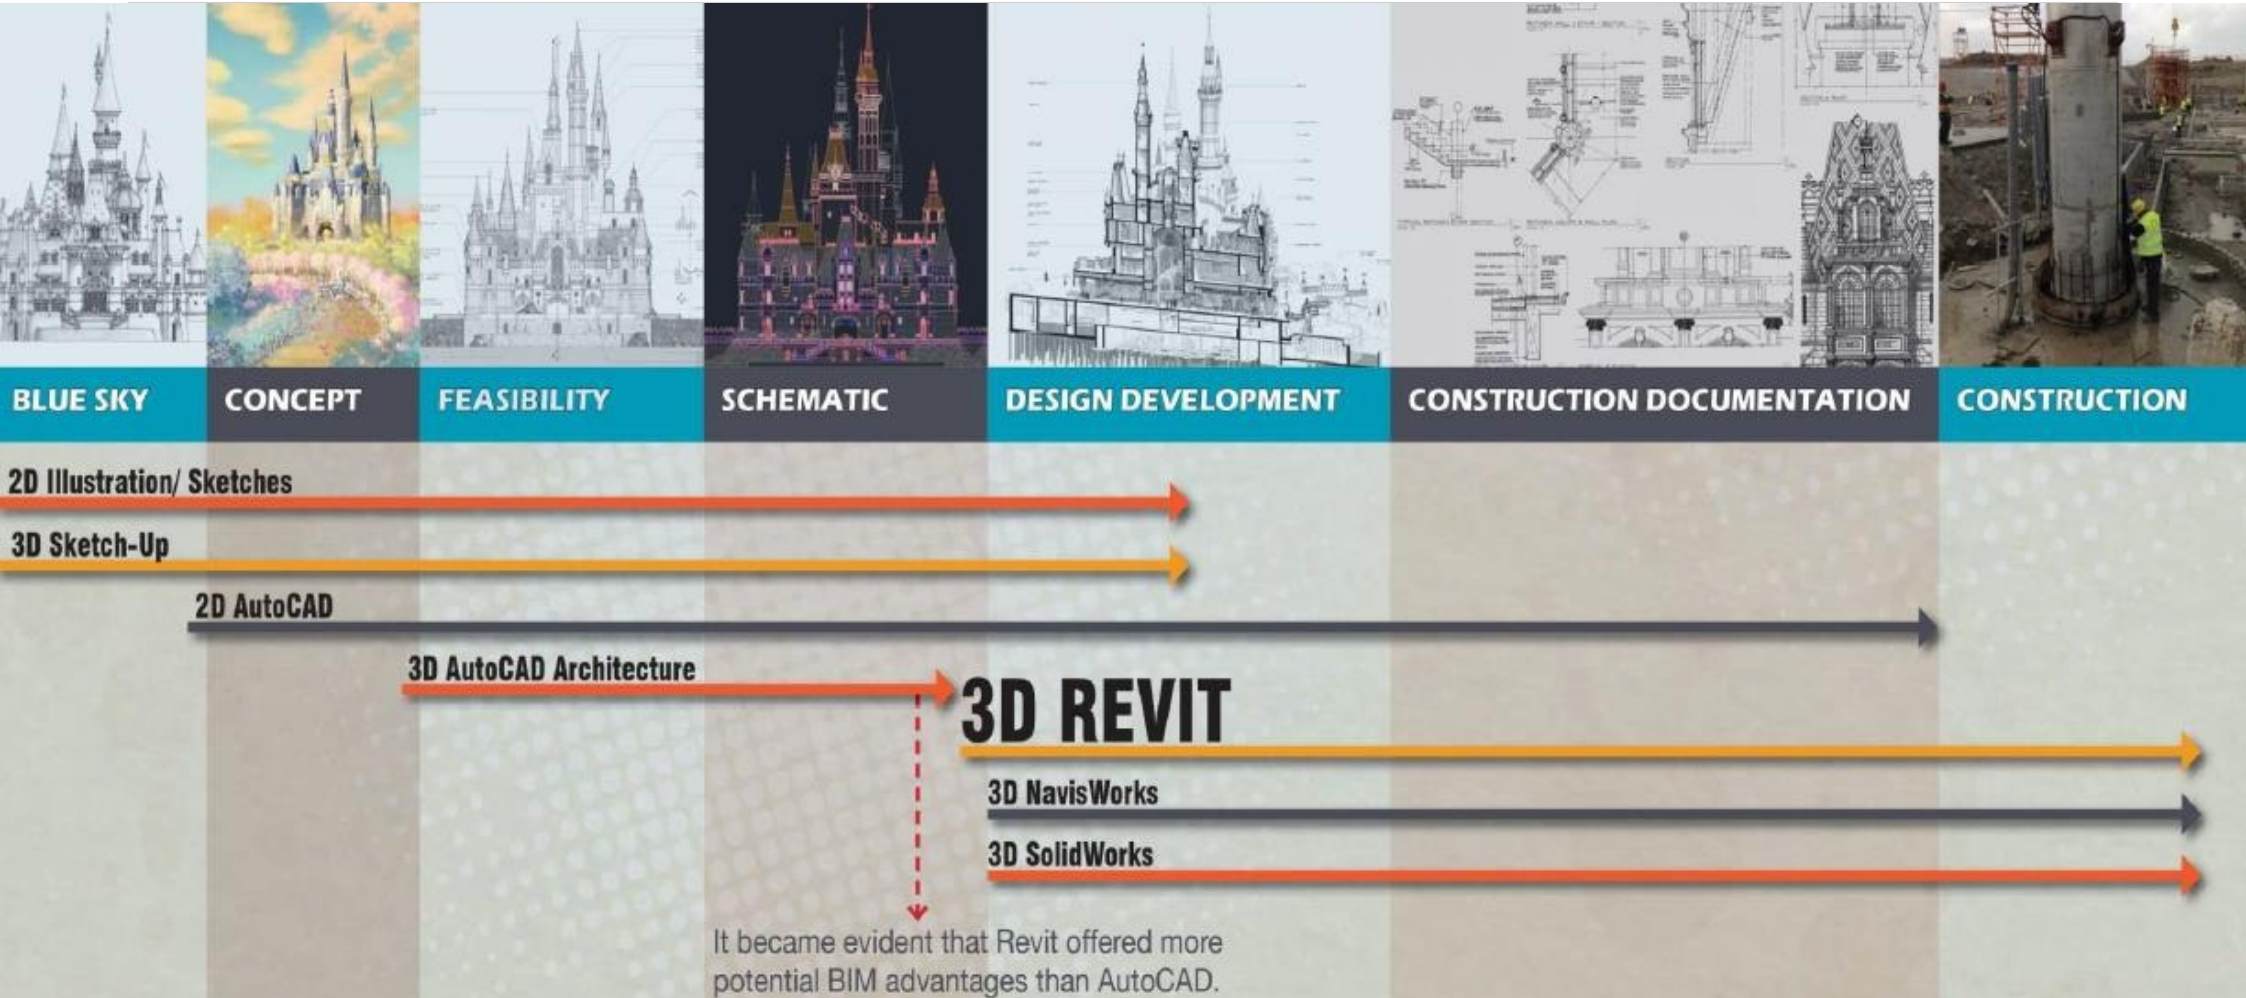 BLUE SKY
CONCEPT
FEASIBILITY
SCHEMATIC
DESIGN DEVELOPMENT
CONSTRUCTION DOCUMENTATION
CONSTRUCTION
2D Illustration/ Sketches
3D Sketch-Up
2D AutoCAD
3D AutoCAD Architecture
3D REVIT
3D NavisWorks
3D SolidWorks
It became evident that Revit offered more
potential BIM advantages than AutoCAD.